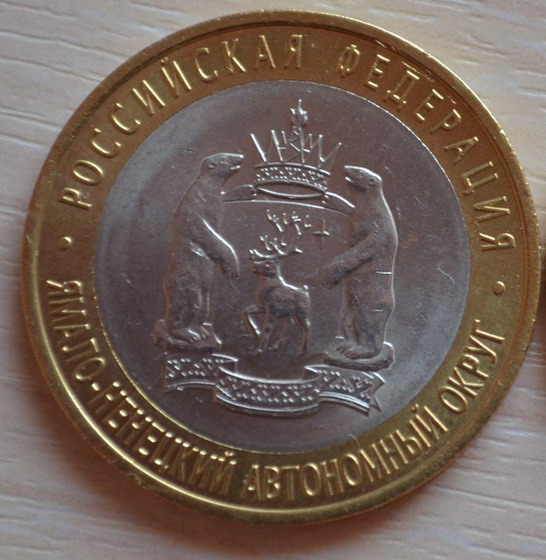 РОССИЙСКАЯ ФЕДЕРАЦИЯ
ЯМАЛО-НЕНЕЦКИЙ АВТОНОМНЫЙ ОКРУГ